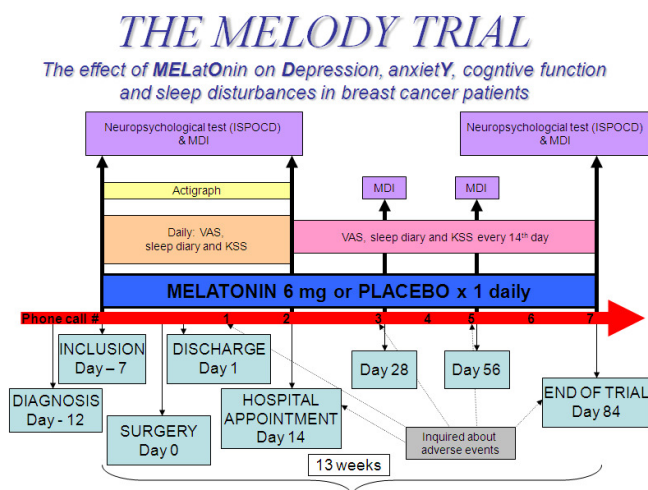 THE MELODY TRIAL
The effect of MELatOnin on Depression, anxietY, cogntive function
and sleep disturbances in breast cancer patients
Neuropsychological test (ISPOCD)
& MDI
Neuropsychologcial test (ISPOCD)
& MDI
Actigraph
MDI
MDI
Daily: VAS,
sleep diary and KSS
VAS, sleep diary and KSS every 14th day
MELATONIN 6 mg or PLACEBO x 1 daily
Phone call #
1
2
3
4
5
6
7
INCLUSION
Day – 7
DISCHARGE
Day 1
Day 28
Day 56
DIAGNOSIS
Day - 12
SURGERY
Day 0
HOSPITAL
APPOINTMENT
Day 14
Inquired about
adverse events
END OF TRIAL
Day 84
13 weeks